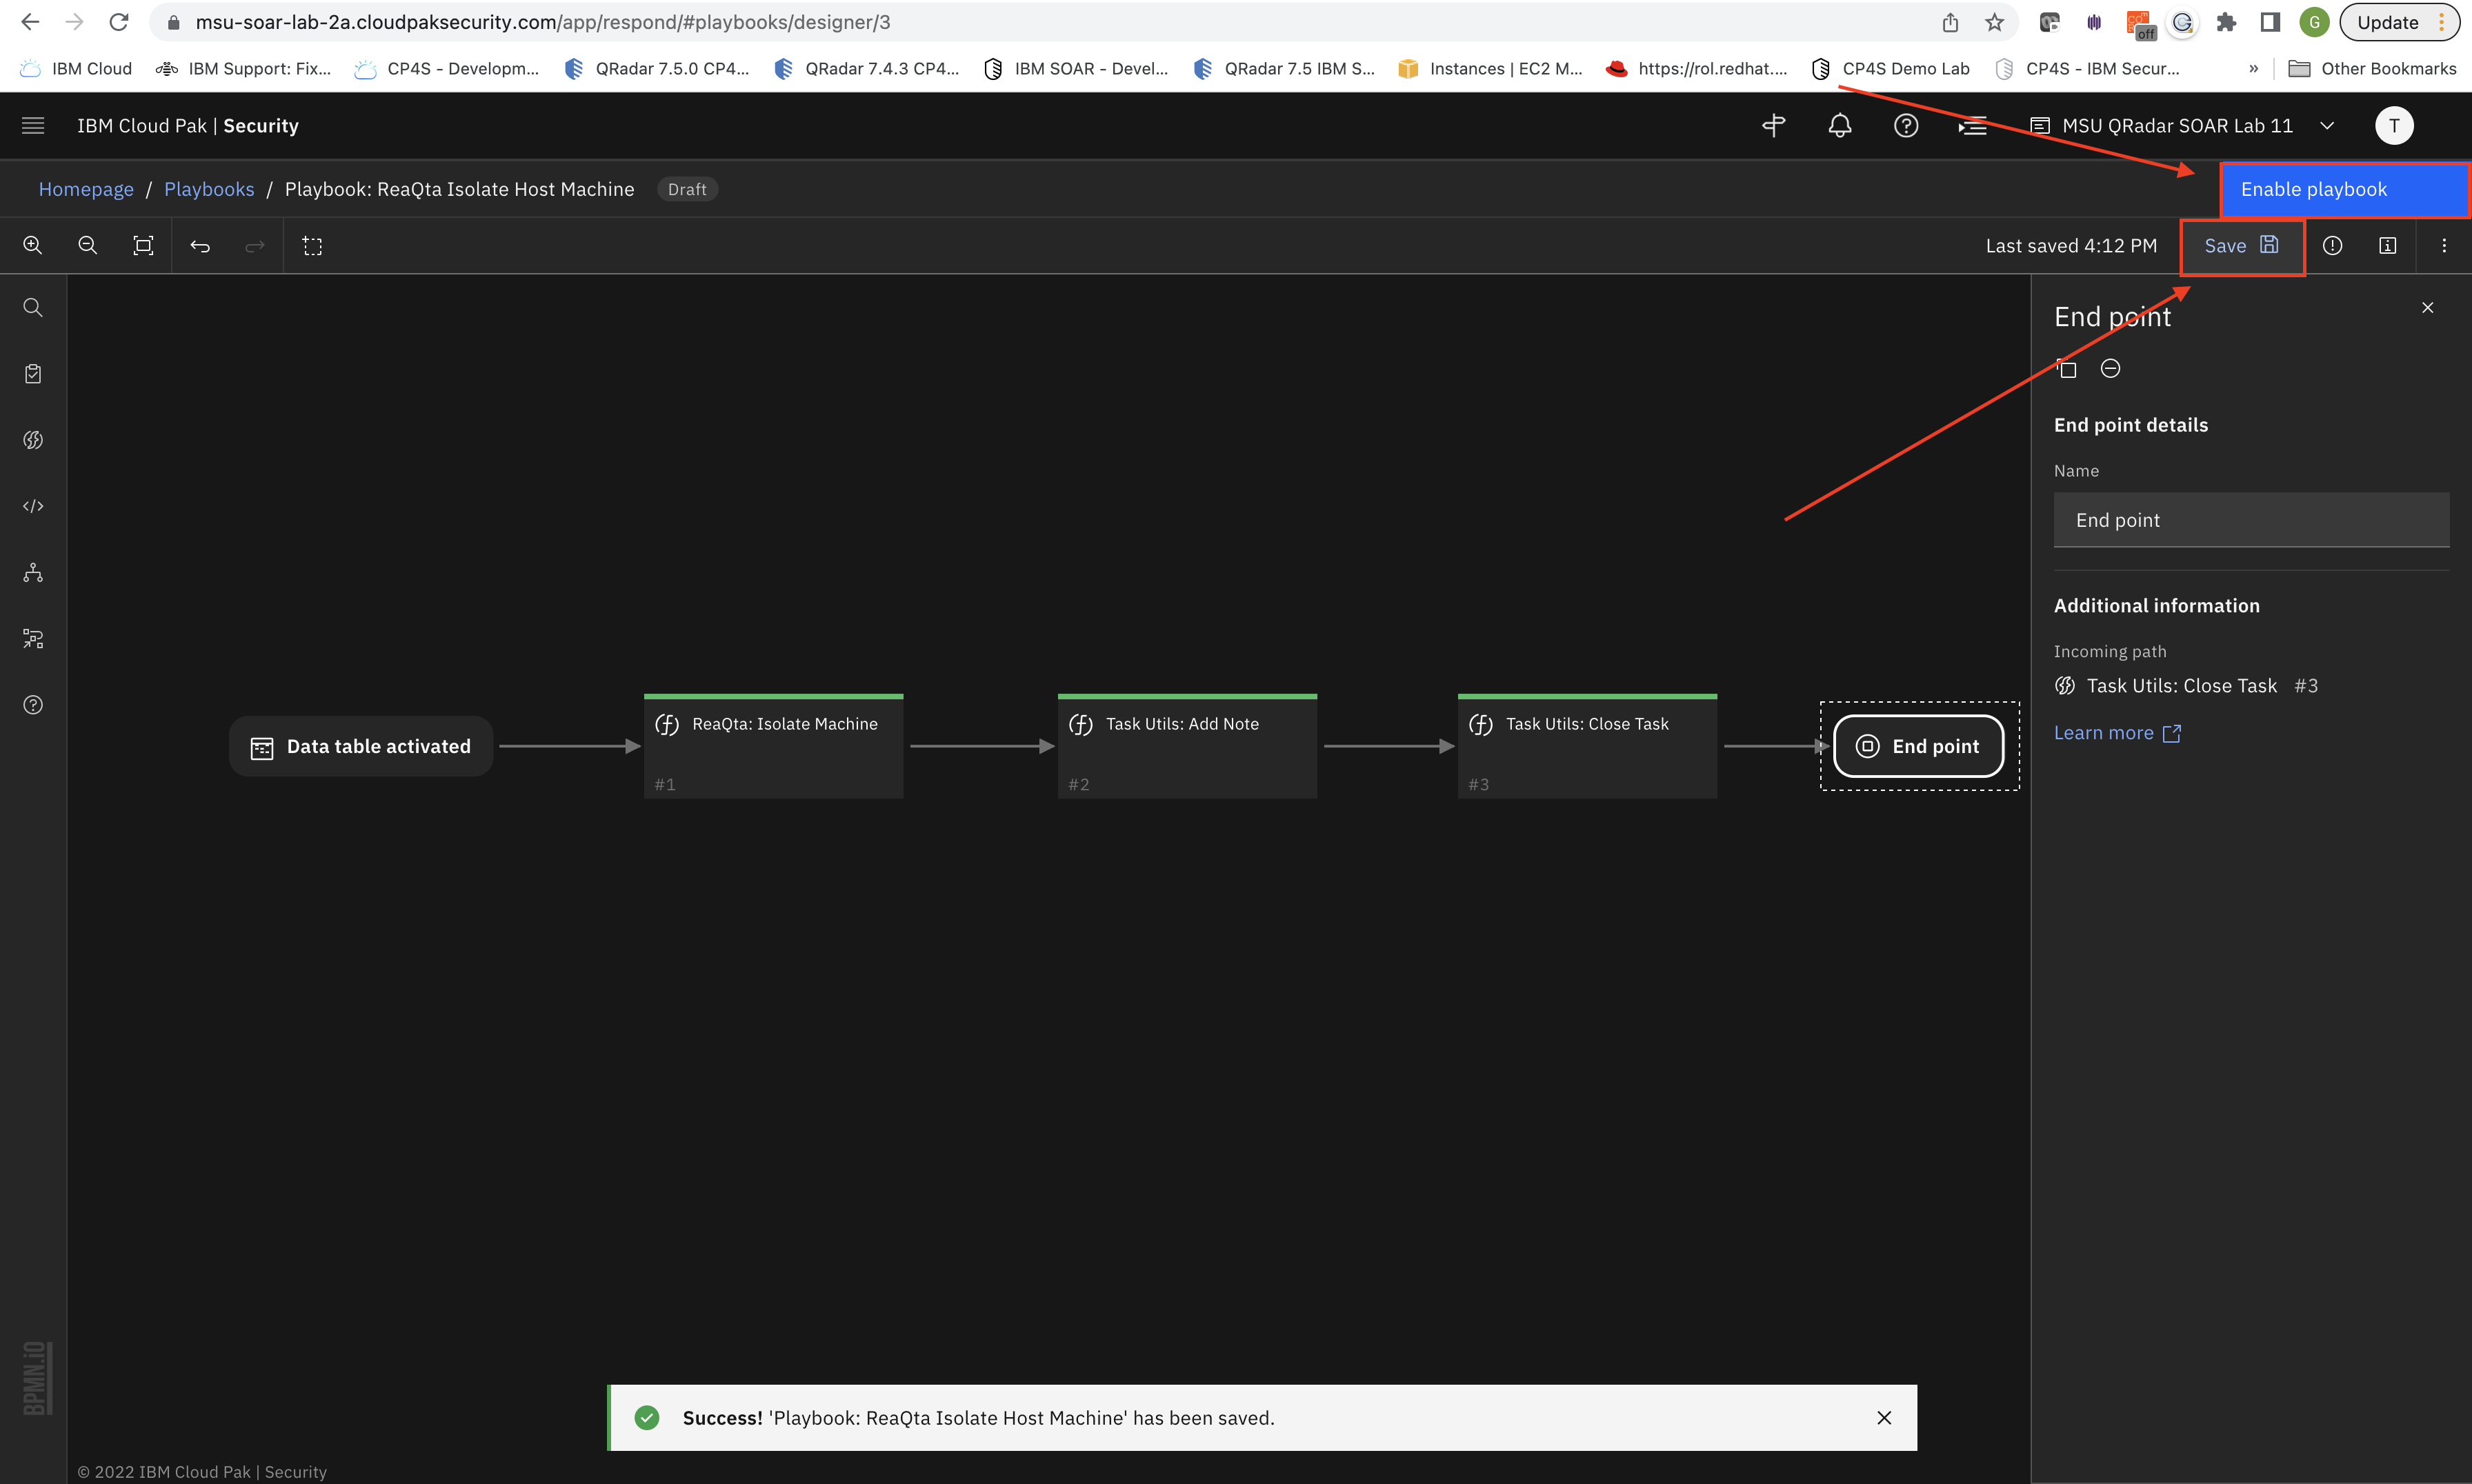 msu-soar-lab-2a.cloudpaksecurity.com/app/respond/#playbooks/designer/3
off
G
Update
IBM Cloud
IBM Support: Fix...
CP4S - Developm...
QRadar 7.5.0 CP4...
QRadar 7.4.3 CP4...
IBM SOAR - Devel...
QRadar 7.5 IBM S...
Instances | EC2 M...
https://rol.redhat....
CP4S Demo Lab
CP4S - IBM Secur...
»
Other Bookmarks
IBM Cloud Pak | Security
MSU QRadar SOAR Lab 11
T
Homepage / Playbooks / Playbook: ReaQta Isolate Host Machine
Draft
Enable playbook
Last saved 4:12 PM
Save
End point
End point details
Name
End point
Additional information
Incoming path
Task Utils: Close Task #3
Learn more
Data table activated
ReaQta: Isolate Machine
#1
Task Utils: Add Note
#2
Task Utils: Close Task
#3
End point
BPMN.iO
Success! 'Playbook: ReaQta Isolate Host Machine' has been saved.
© 2022 IBM Cloud Pak | Security